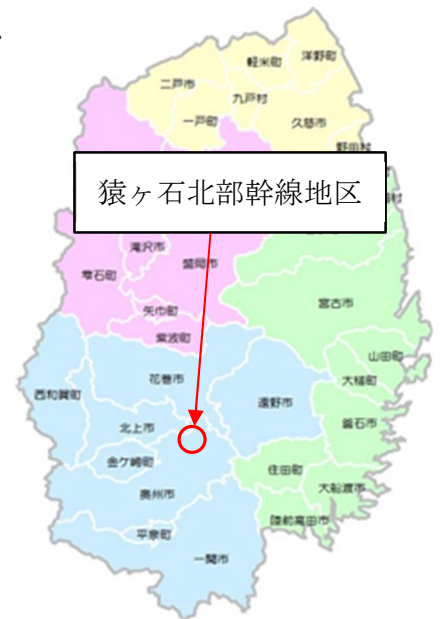 洋野町
軽米町
二戸市
九戸村
一戸町
久慈市
野田村
猿ヶ石北部幹線地区
村
滝沢市
盛岡市
雫石町
宮古市
矢巾町
紫波町
山田町
花巻市
大槌町
西和賀町
遠野市
釜石市
北上市
金ケ崎町
住田町
大船渡市
奥州市
陸前高田市
平泉町
一関市